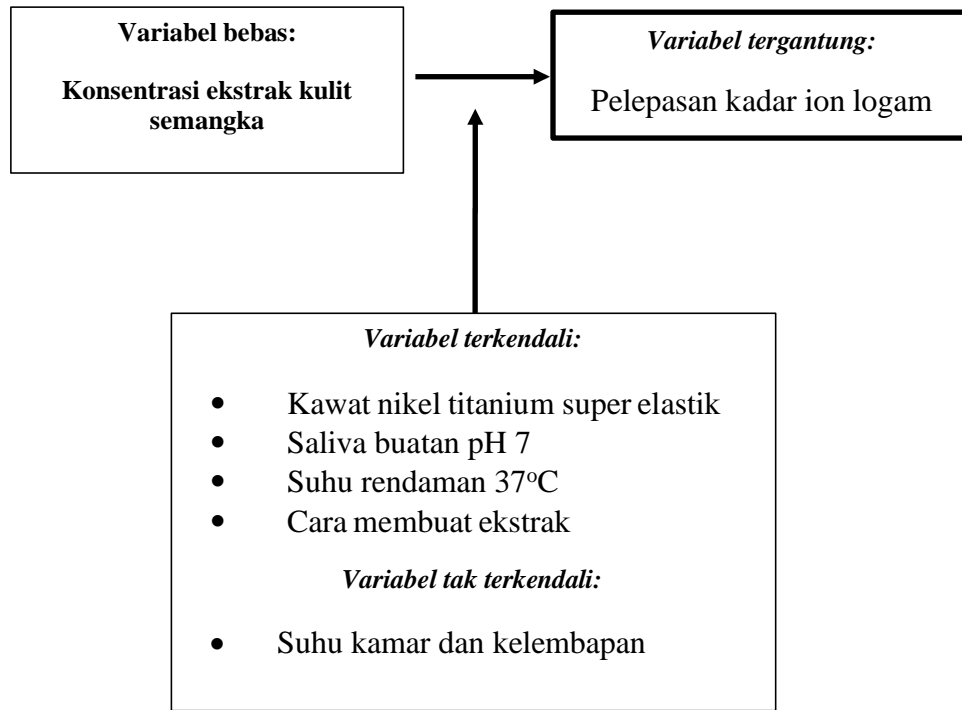 Variabel bebas:
Konsentrasi ekstrak kulit
semangka
Variabel tergantung:
Pelepasan kadar ion logam
Variabel terkendali:
• Kawat nikel titanium super elastik
• Saliva buatan pH 7
• Suhu rendaman 37°C
• Cara membuat ekstrak
Variabel tak terkendali:
• Suhu kamar dan kelembapan